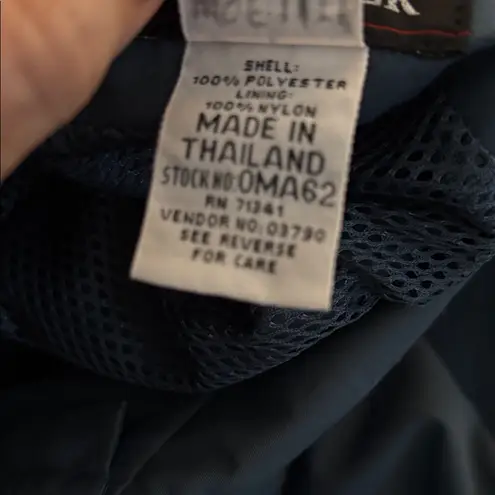 SHELL:
100% POLYESTER
LINING:
100% NYLON
MADE IN
THAILAND
STOCK NO:OMA62
RN 71341
VENDOR NO: 03790
SEE REVERSE
FOR CARE